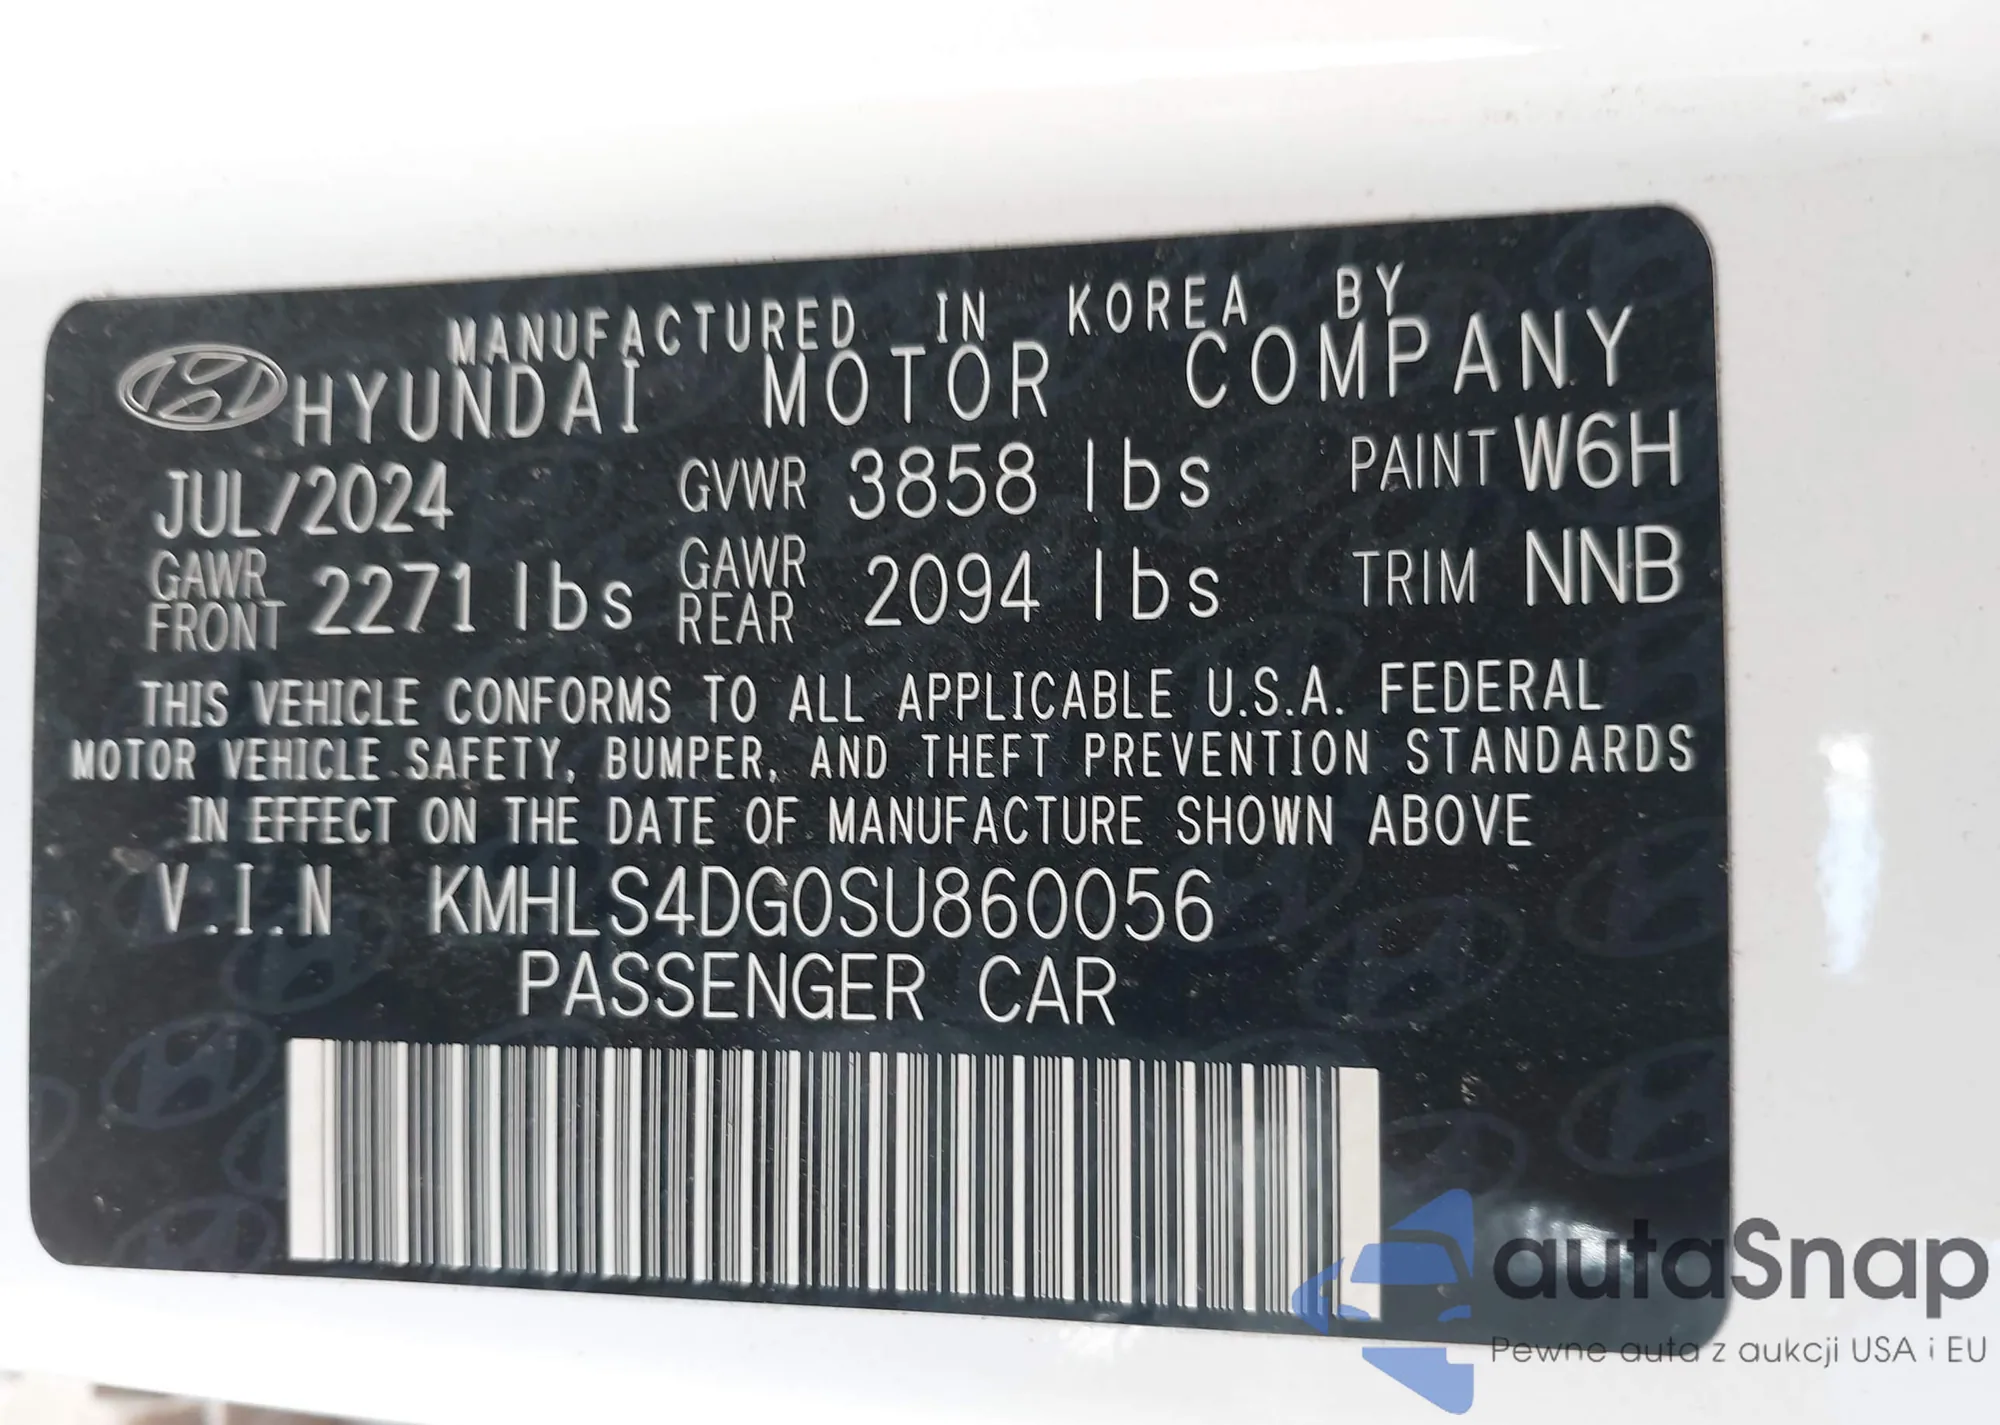 MANUFACTURED IN KOREA BY
HYUNDAI MOTOR COMPANY
JUL/2024 GVWR 3858 lbs PAINT W6H
GAWR FRONT 2271 lbs GAWR REAR 2094 lbs TRIM NNB
THIS VEHICLE CONFORMS TO ALL APPLICABLE U.S.A. FEDERAL
MOTOR VEHICLE SAFETY, BUMPER, AND THEFT PREVENTION STANDARDS
IN EFFECT ON THE DATE OF MANUFACTURE SHOWN ABOVE
V.I.N KMHLS4DG0SU860056
PASSENGER CAR
autaSnap
Pewne auta z aukcji USA i EU